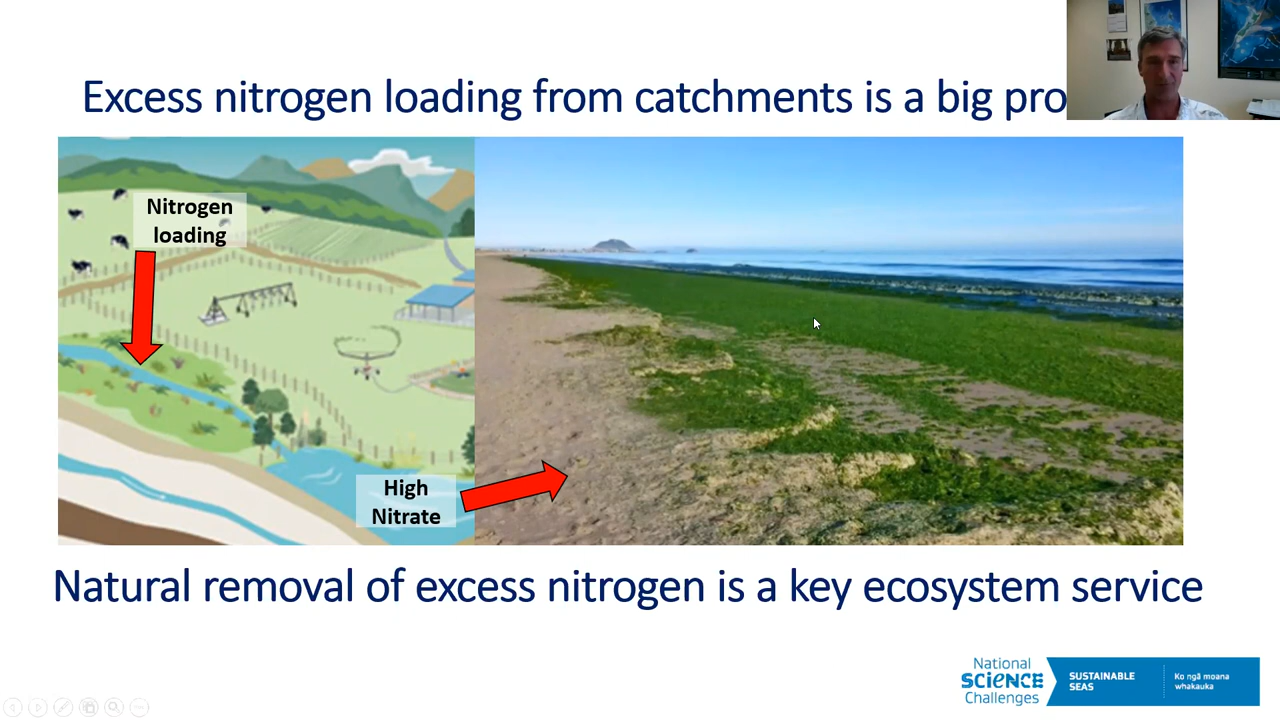 Excess nitrogen loading from catchments is a big pro
Nitrogen
loading
High
Nitrate
Natural removal of excess nitrogen is a key ecosystem service
National
SCIENCE
Challenges
SUSTAINABLE
SEAS
Ko ngā moana
whakauka